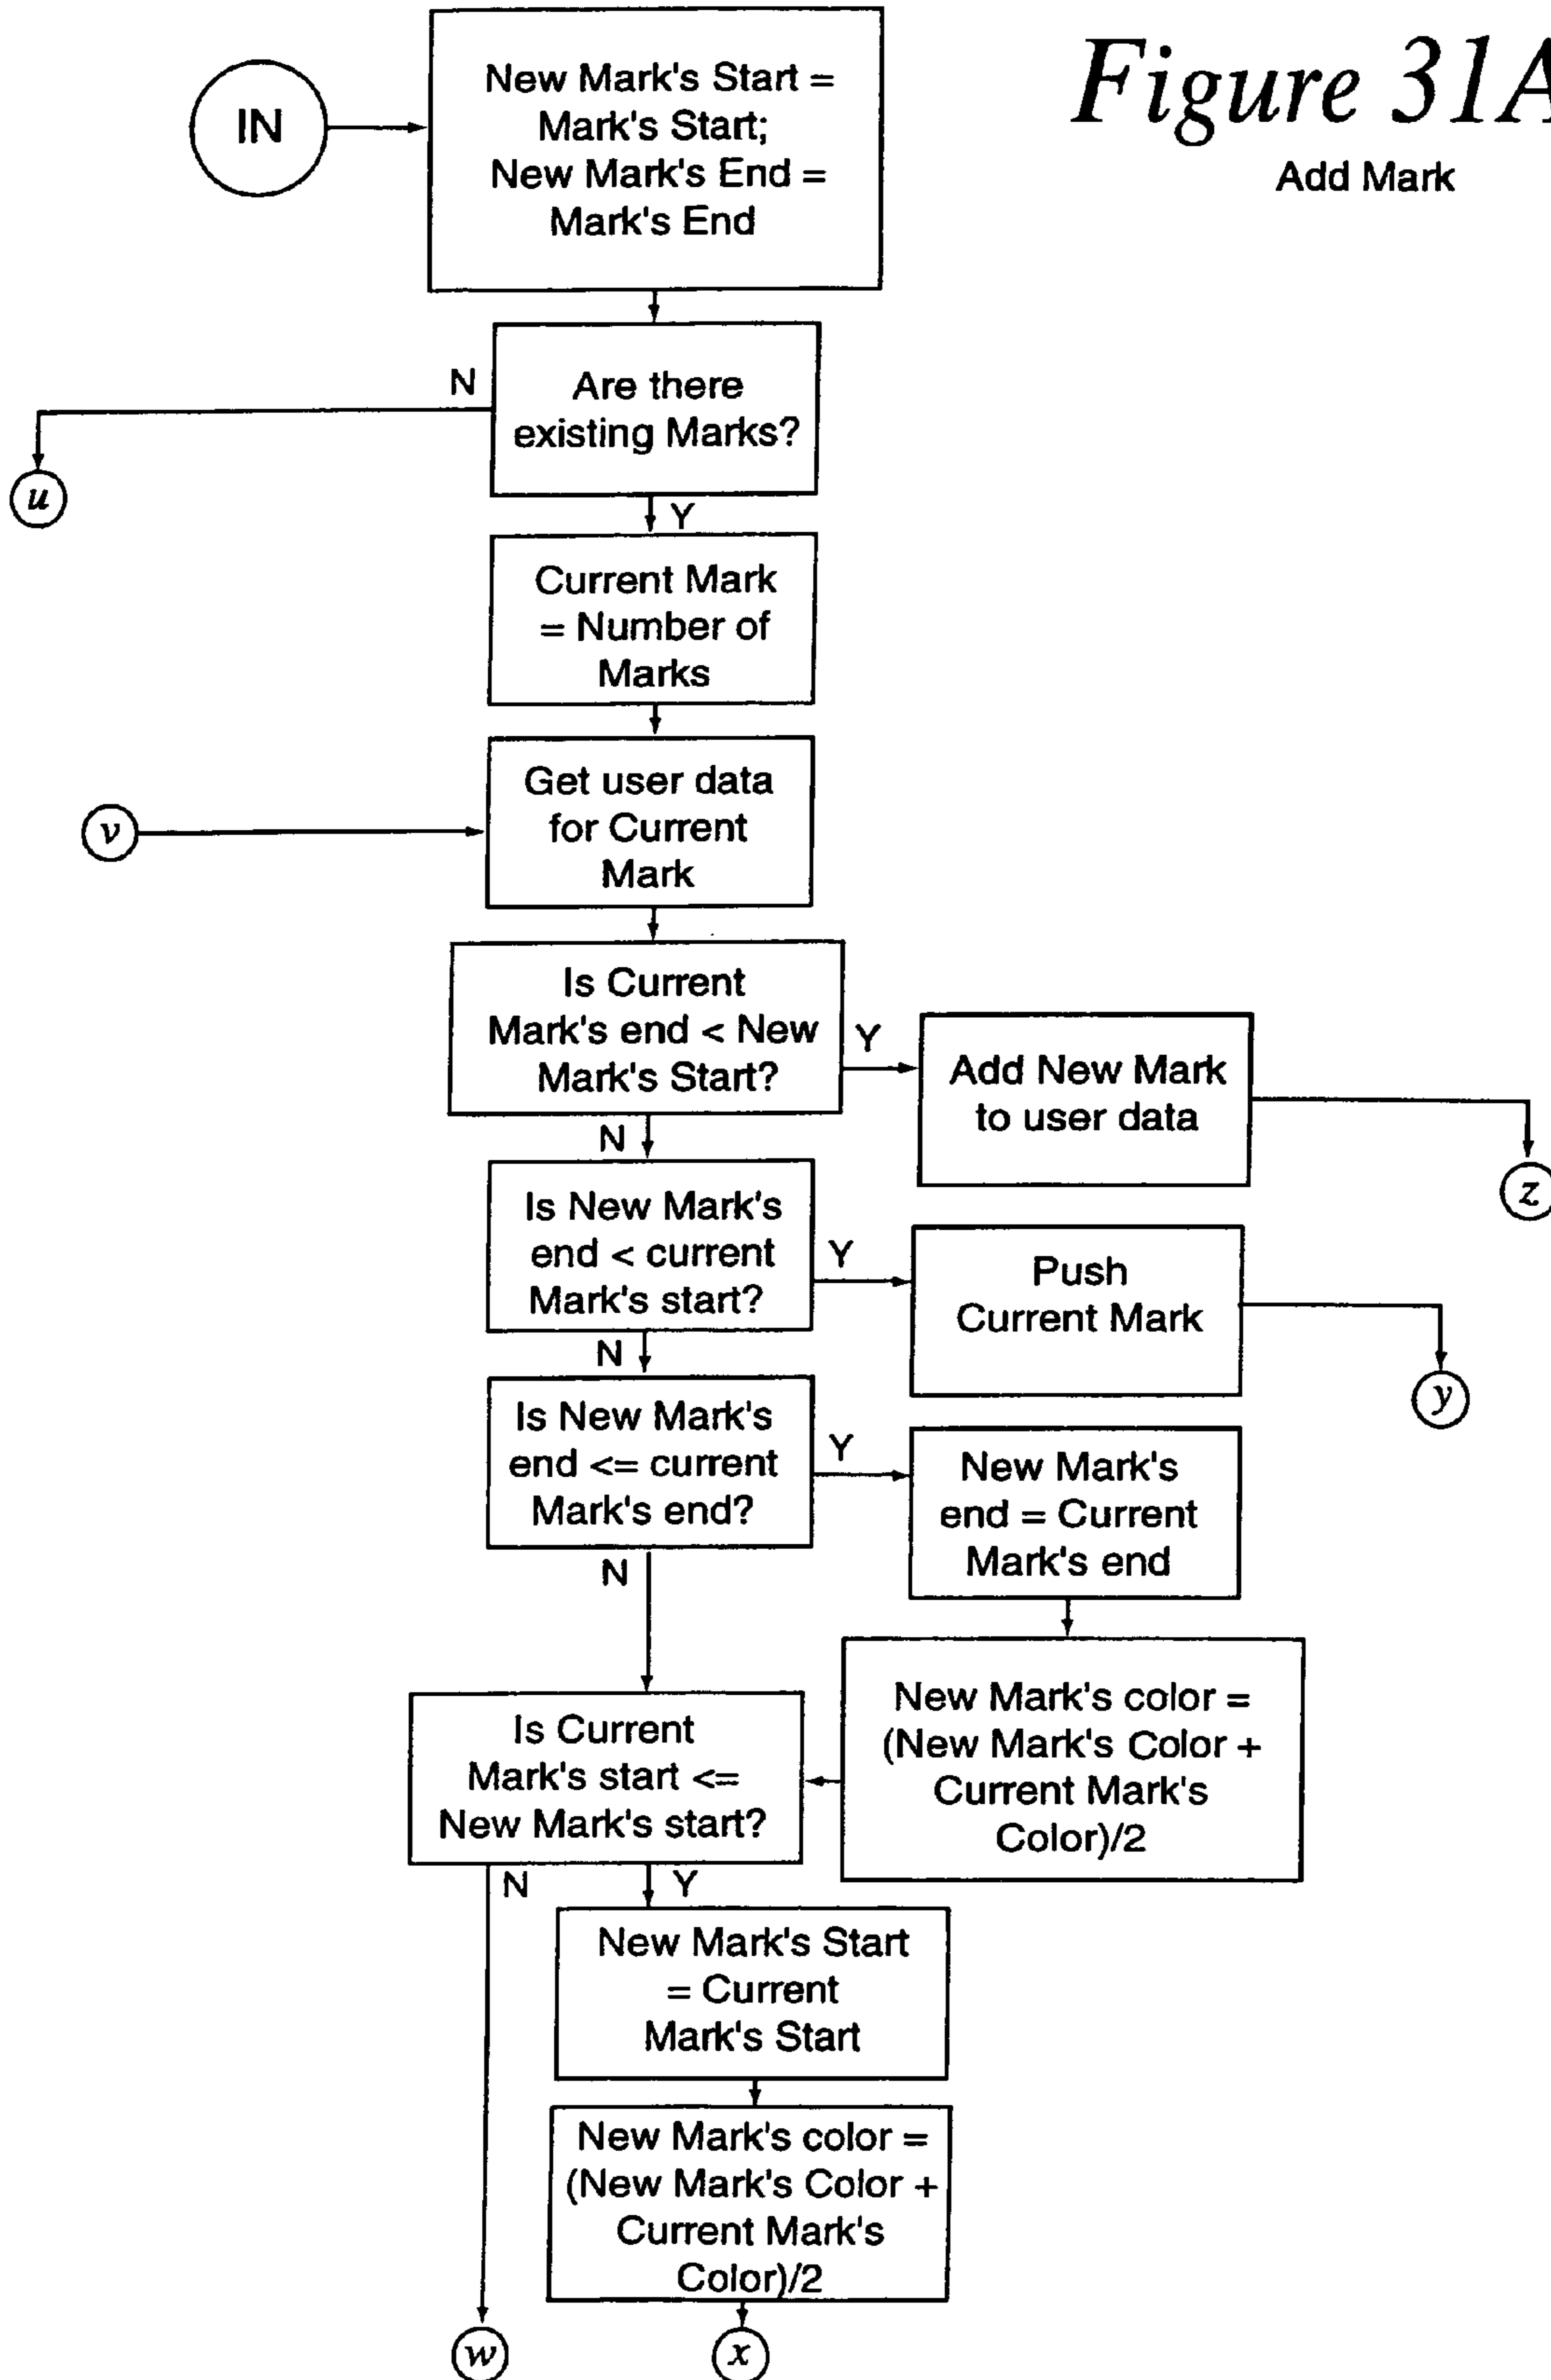 Figure 31A
Add Mark
IN
New Mark's Start =
Mark's Start;
New Mark's End =
Mark's End
N
Are there
existing Marks?
u
Y
Current Mark
= Number of
Marks
v
Get user data
for Current
Mark
Is Current
Mark's end < New
Mark's Start?
Y
Add New Mark
to user data
z
N
Is New Mark's
end < current
Mark's start?
Y
Push
Current Mark
y
N
Is New Mark's
end <= current
Mark's end?
Y
New Mark's
end = Current
Mark's end
N
New Mark's color =
(New Mark's Color +
Current Mark's
Color)/2
Is Current
Mark's start <=
New Mark's start?
N
Y
New Mark's Start
= Current
Mark's Start
New Mark's color =
(New Mark's Color +
Current Mark's
Color)/2
w
x